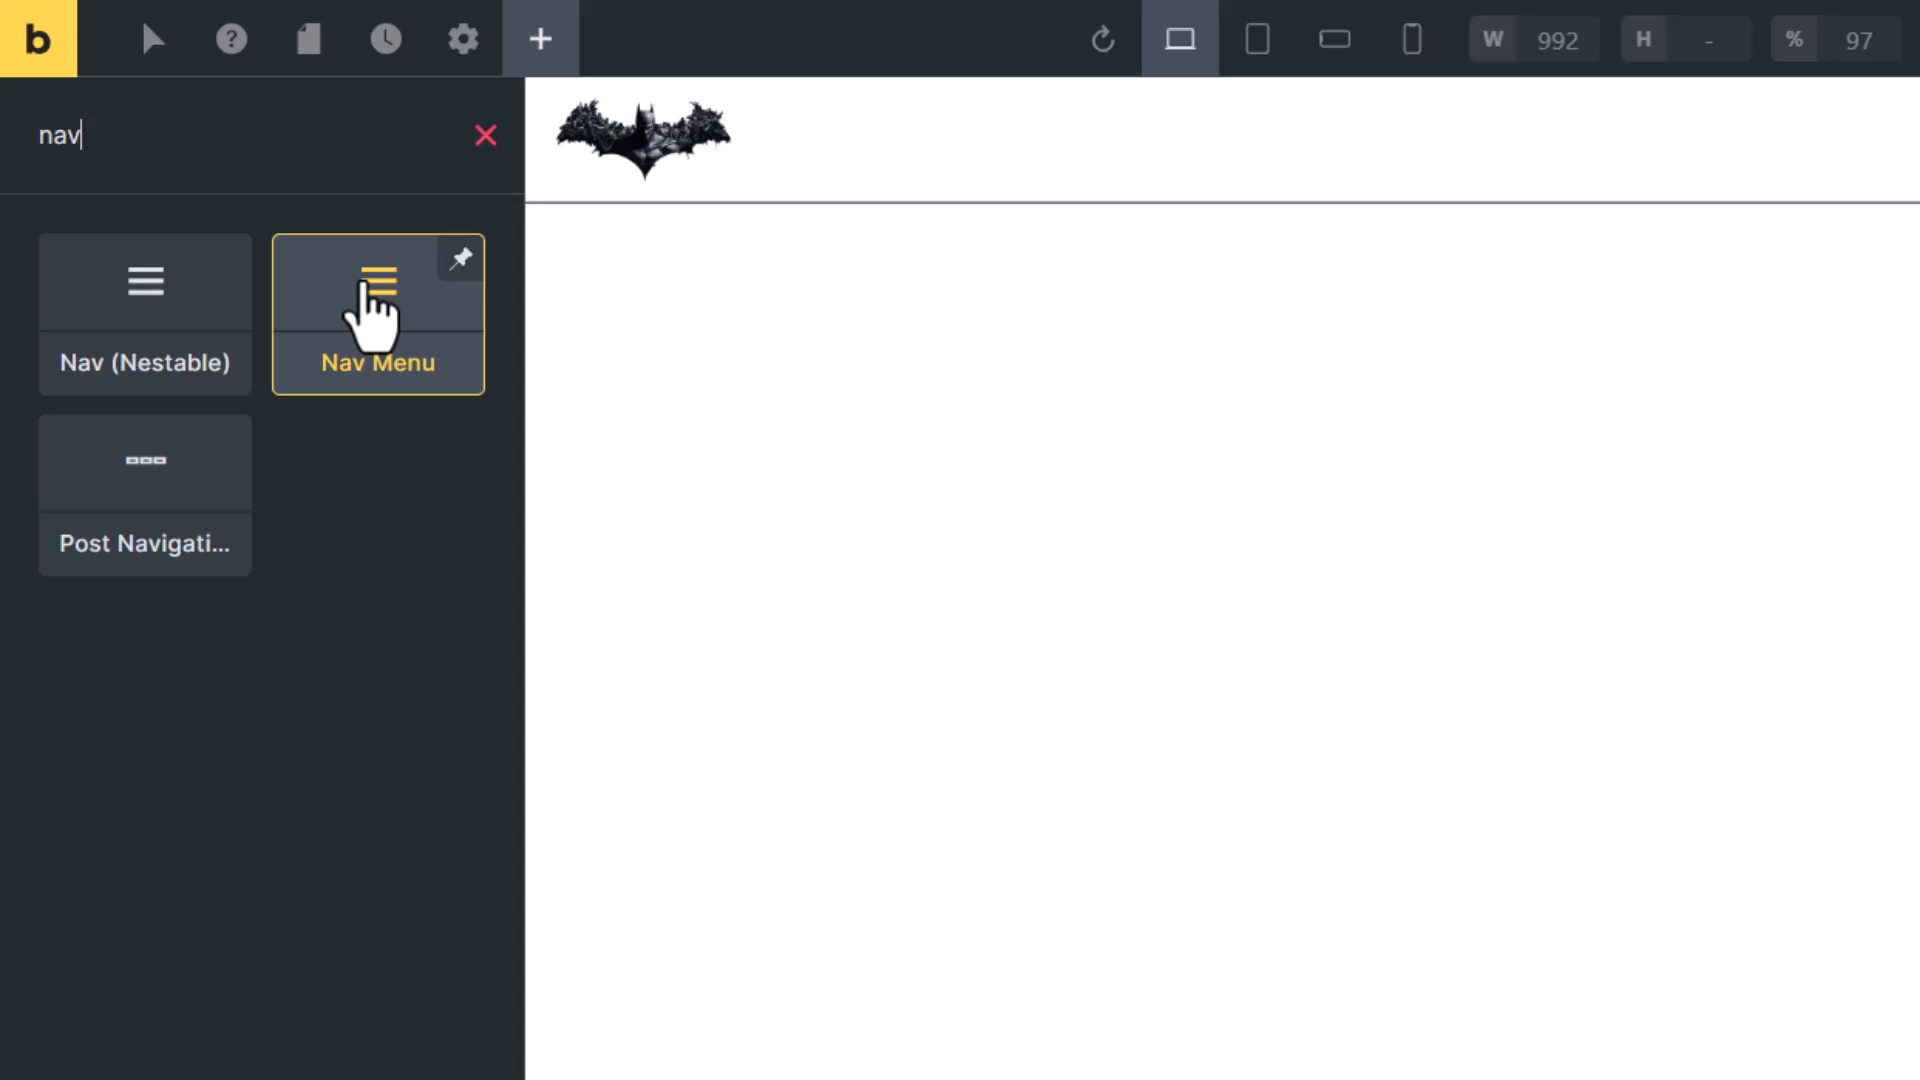 b
?
W 992 H - % 97
nav
Nav (Nestable)
Nav Menu
Post Navigati...